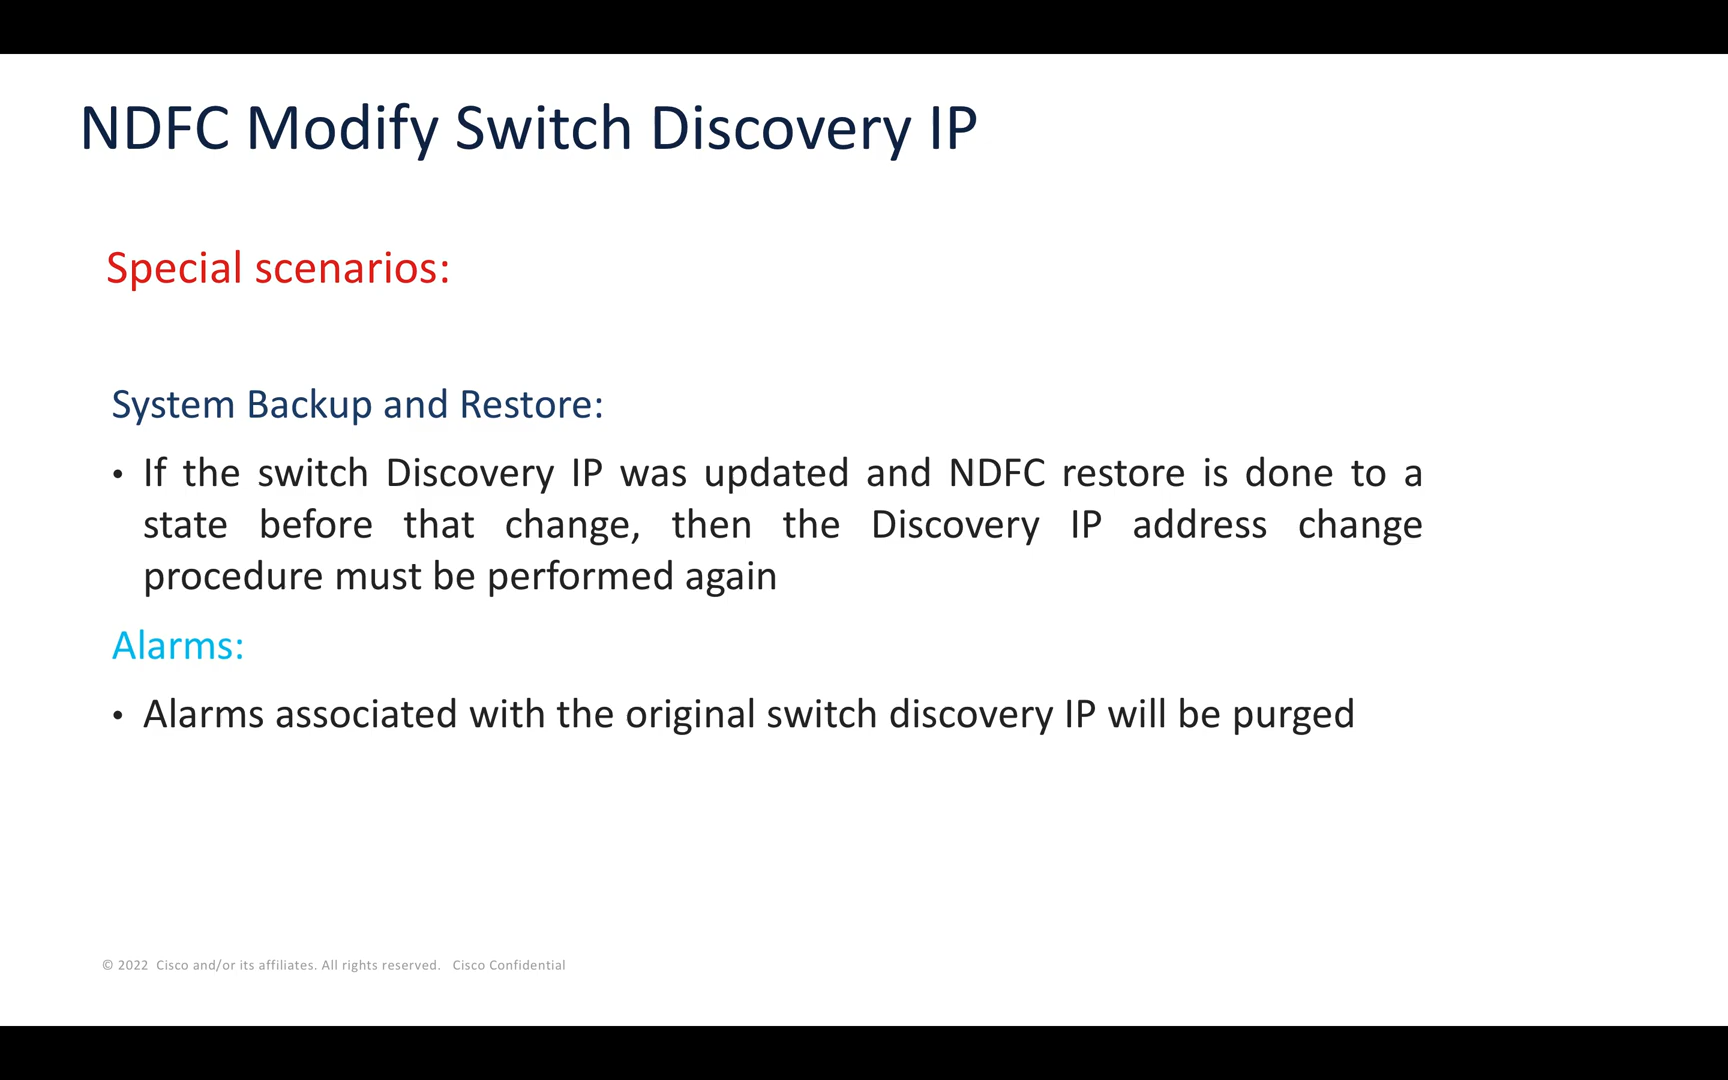 NDFC Modify Switch Discovery IP
Special scenarios:
System Backup and Restore:
• If the switch Discovery IP was updated and NDFC restore is done to a
state before that change, then the Discovery IP address change
procedure must be performed again
Alarms:
• Alarms associated with the original switch discovery IP will be purged
© 2022 Cisco and/or its affiliates. All rights reserved. Cisco Confidential